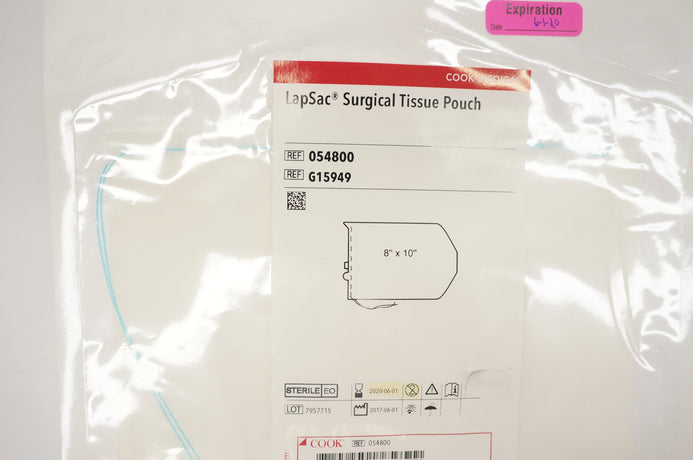 Expiration
Date 6-1-20
COOK
LapSac® Surgical Tissue Pouch
REF 054800
REF G15949
8" x 10"
STERILE EO
2020-06-01
LOT 7957715
2017-06-01
COOK REF 054800